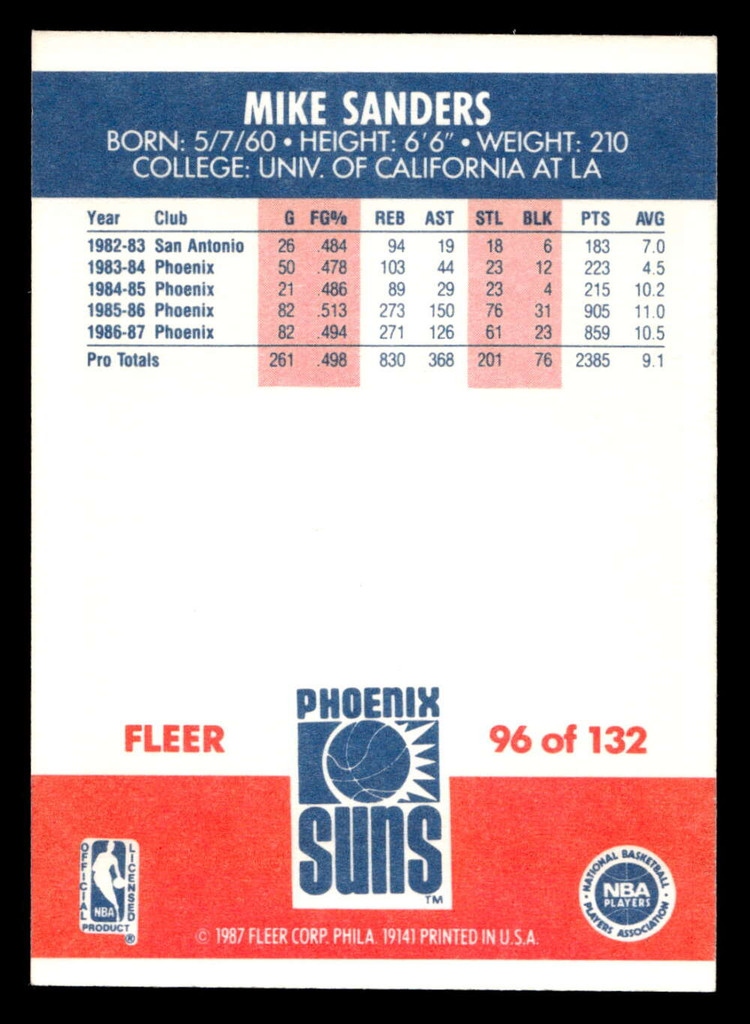 MIKE SANDERS
BORN: 5/7/60 • HEIGHT: 6'6" • WEIGHT: 210
COLLEGE: UNIV. OF CALIFORNIA AT LA
Year Club G FG% REB AST STL BLK PTS AVG
1982-83 San Antonio 26 .484 94 19 18 6 183 7.0
1983-84 Phoenix 50 .478 103 44 23 12 223 4.5
1984-85 Phoenix 21 .486 89 29 23 4 215 10.2
1985-86 Phoenix 82 .513 273 150 76 31 905 11.0
1986-87 Phoenix 82 .494 271 126 61 23 859 10.5
Pro Totals 261 .498 830 368 201 76 2385 9.1
PHOENIX
FLEER
96 of 132
SUNS
TM
OFFICIAL
LICENSED
NBA
PRODUCT
®
NATIONAL BASKETBALL
NBA
PLAYERS
PLAYERS ASSOCIATION
© 1987 FLEER CORP. PHILA. 19141 PRINTED IN U.S.A.